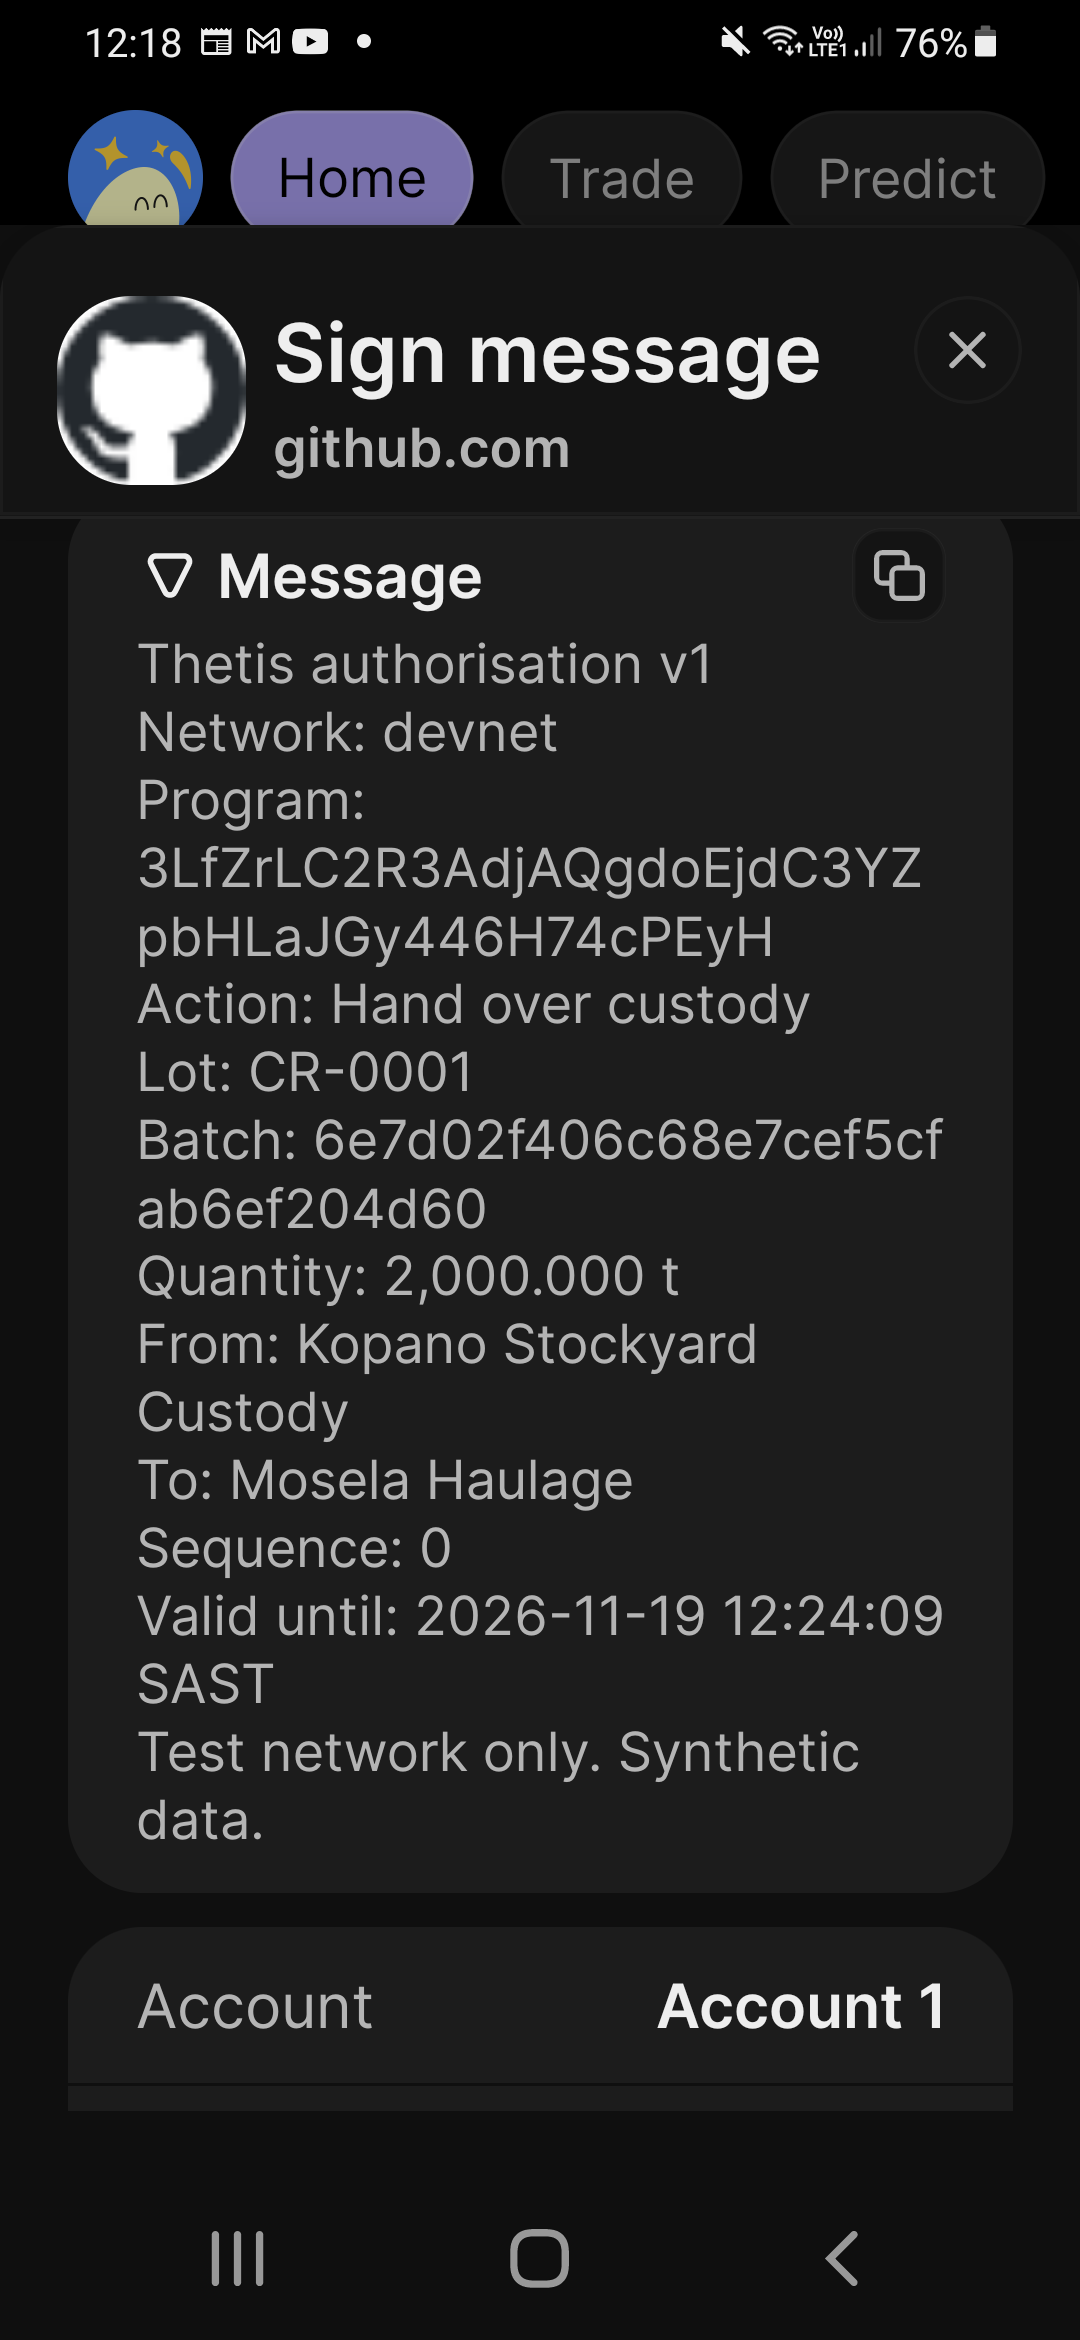 12:18
Vo)) LTE1 76%
Home Trade Predict
Sign message
github.com
Message
Thetis authorisation v1
Network: devnet
Program:
3LfZrLC2R3AdjAQgdoEjdC3YZ
pbHLaJGy446H74cPEyH
Action: Hand over custody
Lot: CR-0001
Batch: 6e7d02f406c68e7cef5cf
ab6ef204d60
Quantity: 2,000.000 t
From: Kopano Stockyard
Custody
To: Mosela Haulage
Sequence: 0
Valid until: 2026-11-19 12:24:09
SAST
Test network only. Synthetic
data.
Account Account 1